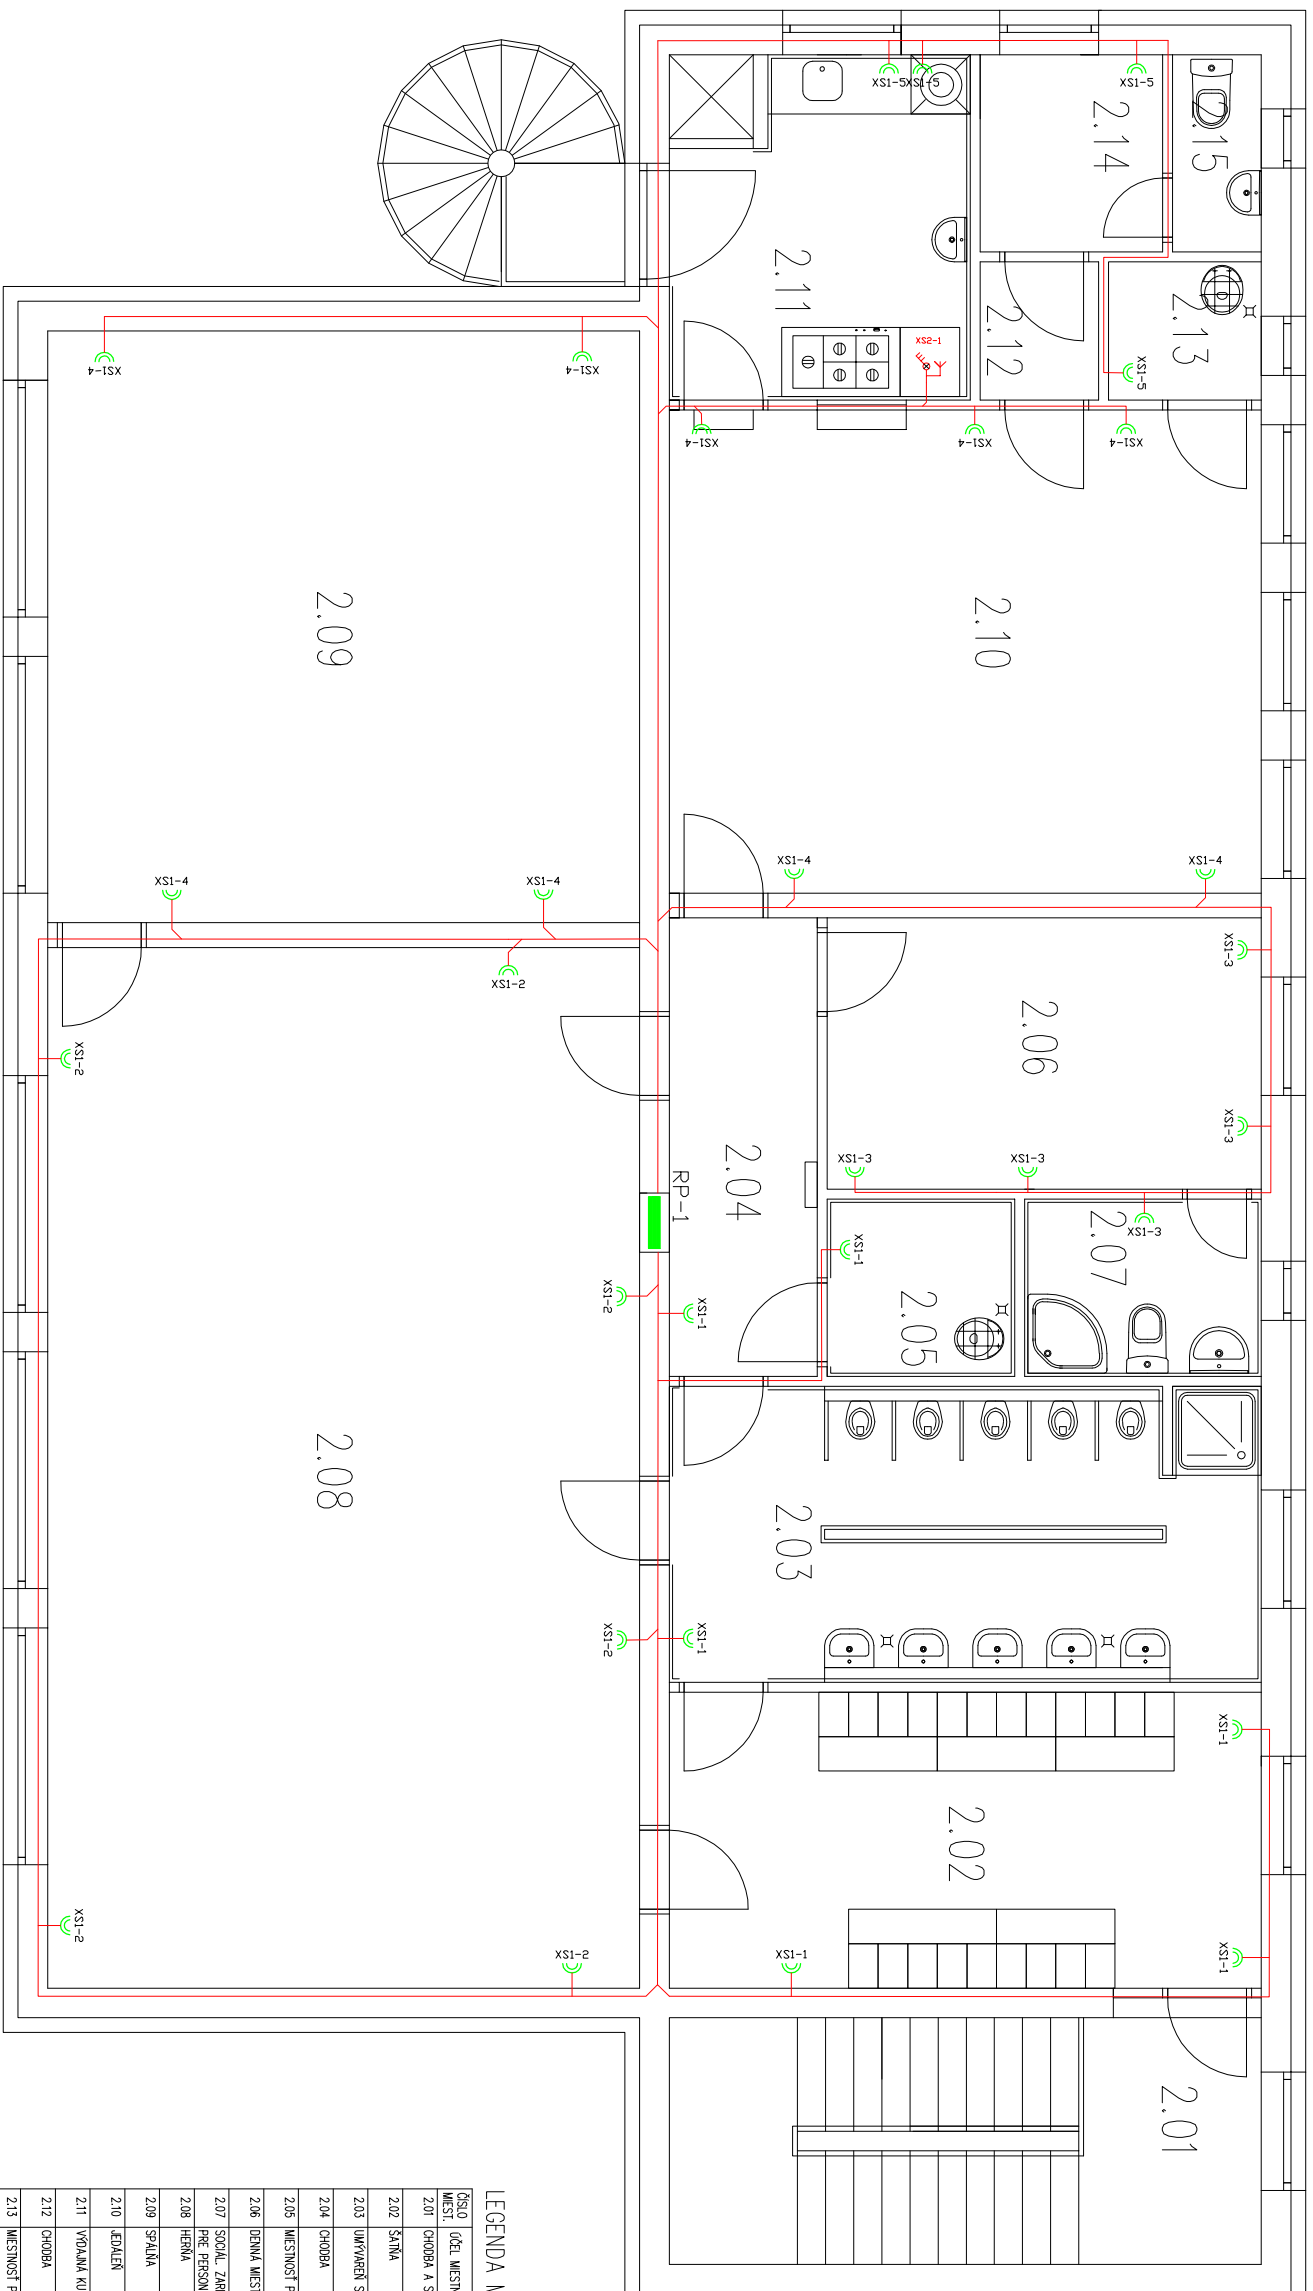 2.15
2.14
2.13
2.12
2.11
2.10
2.09
2.08
2.07
2.06
2.05
2.04
2.03
2.02
2.01
RP-1
XS2-1
XS1-5
XS1-5
XS1-5
XS1-5
XS1-4
XS1-4
XS1-4
XS1-4
XS1-4
XS1-4
XS1-4
XS1-4
XS1-4
XS1-3
XS1-3
XS1-3
XS1-3
XS1-3
XS1-2
XS1-2
XS1-2
XS1-2
XS1-2
XS1-2
XS1-1
XS1-1
XS1-1
XS1-1
XS1-1
XS1-1
LEGENDA M
ČÍSLO MIEST.
ÚČEL MIESTN
2.01 CHODBA A S
2.02 ŠATŇA
2.03 UMYVAREŇ S
2.04 CHODBA
2.05 MIESTNOSŤ P
2.06 DENNÁ MIEST
2.07 SOCIÁL. ZARI
PRE PERSON
2.08 HERŇA
2.09 SPÁLŇA
2.10 JEDÁLEŇ
2.11 VÝDAJNÁ KU
2.12 CHODBA
2.13 MIESTNOSŤ P